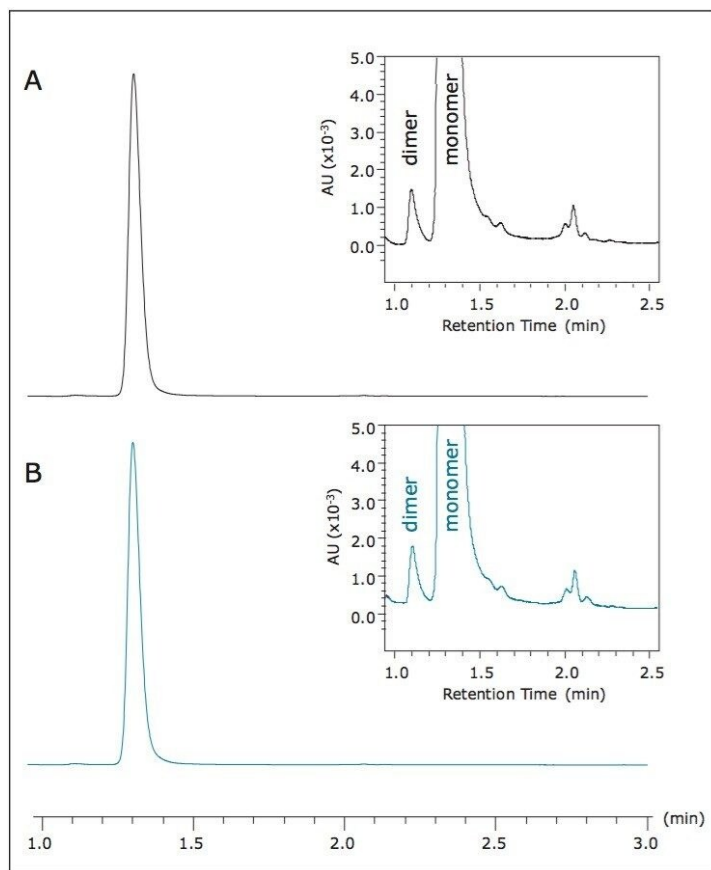 A
AU (x10-3)
5.0
4.0
3.0
2.0
1.0
0.0
dimer
monomer
1.0 1.5 2.0 2.5
Retention Time (min)
B
AU (x10-3)
5.0
4.0
3.0
2.0
1.0
0.0
dimer
monomer
1.0 1.5 2.0 2.5
Retention Time (min)
(min)
1.0 1.5 2.0 2.5 3.0